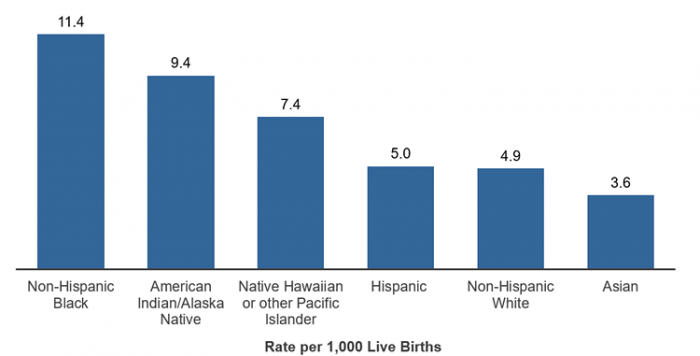 11.4
9.4
7.4
5.0
4.9
3.6
Non-Hispanic
Black
American
Indian/Alaska
Native
Native Hawaiian
or other Pacific
Islander
Hispanic
Non-Hispanic
White
Asian
Rate per 1,000 Live Births